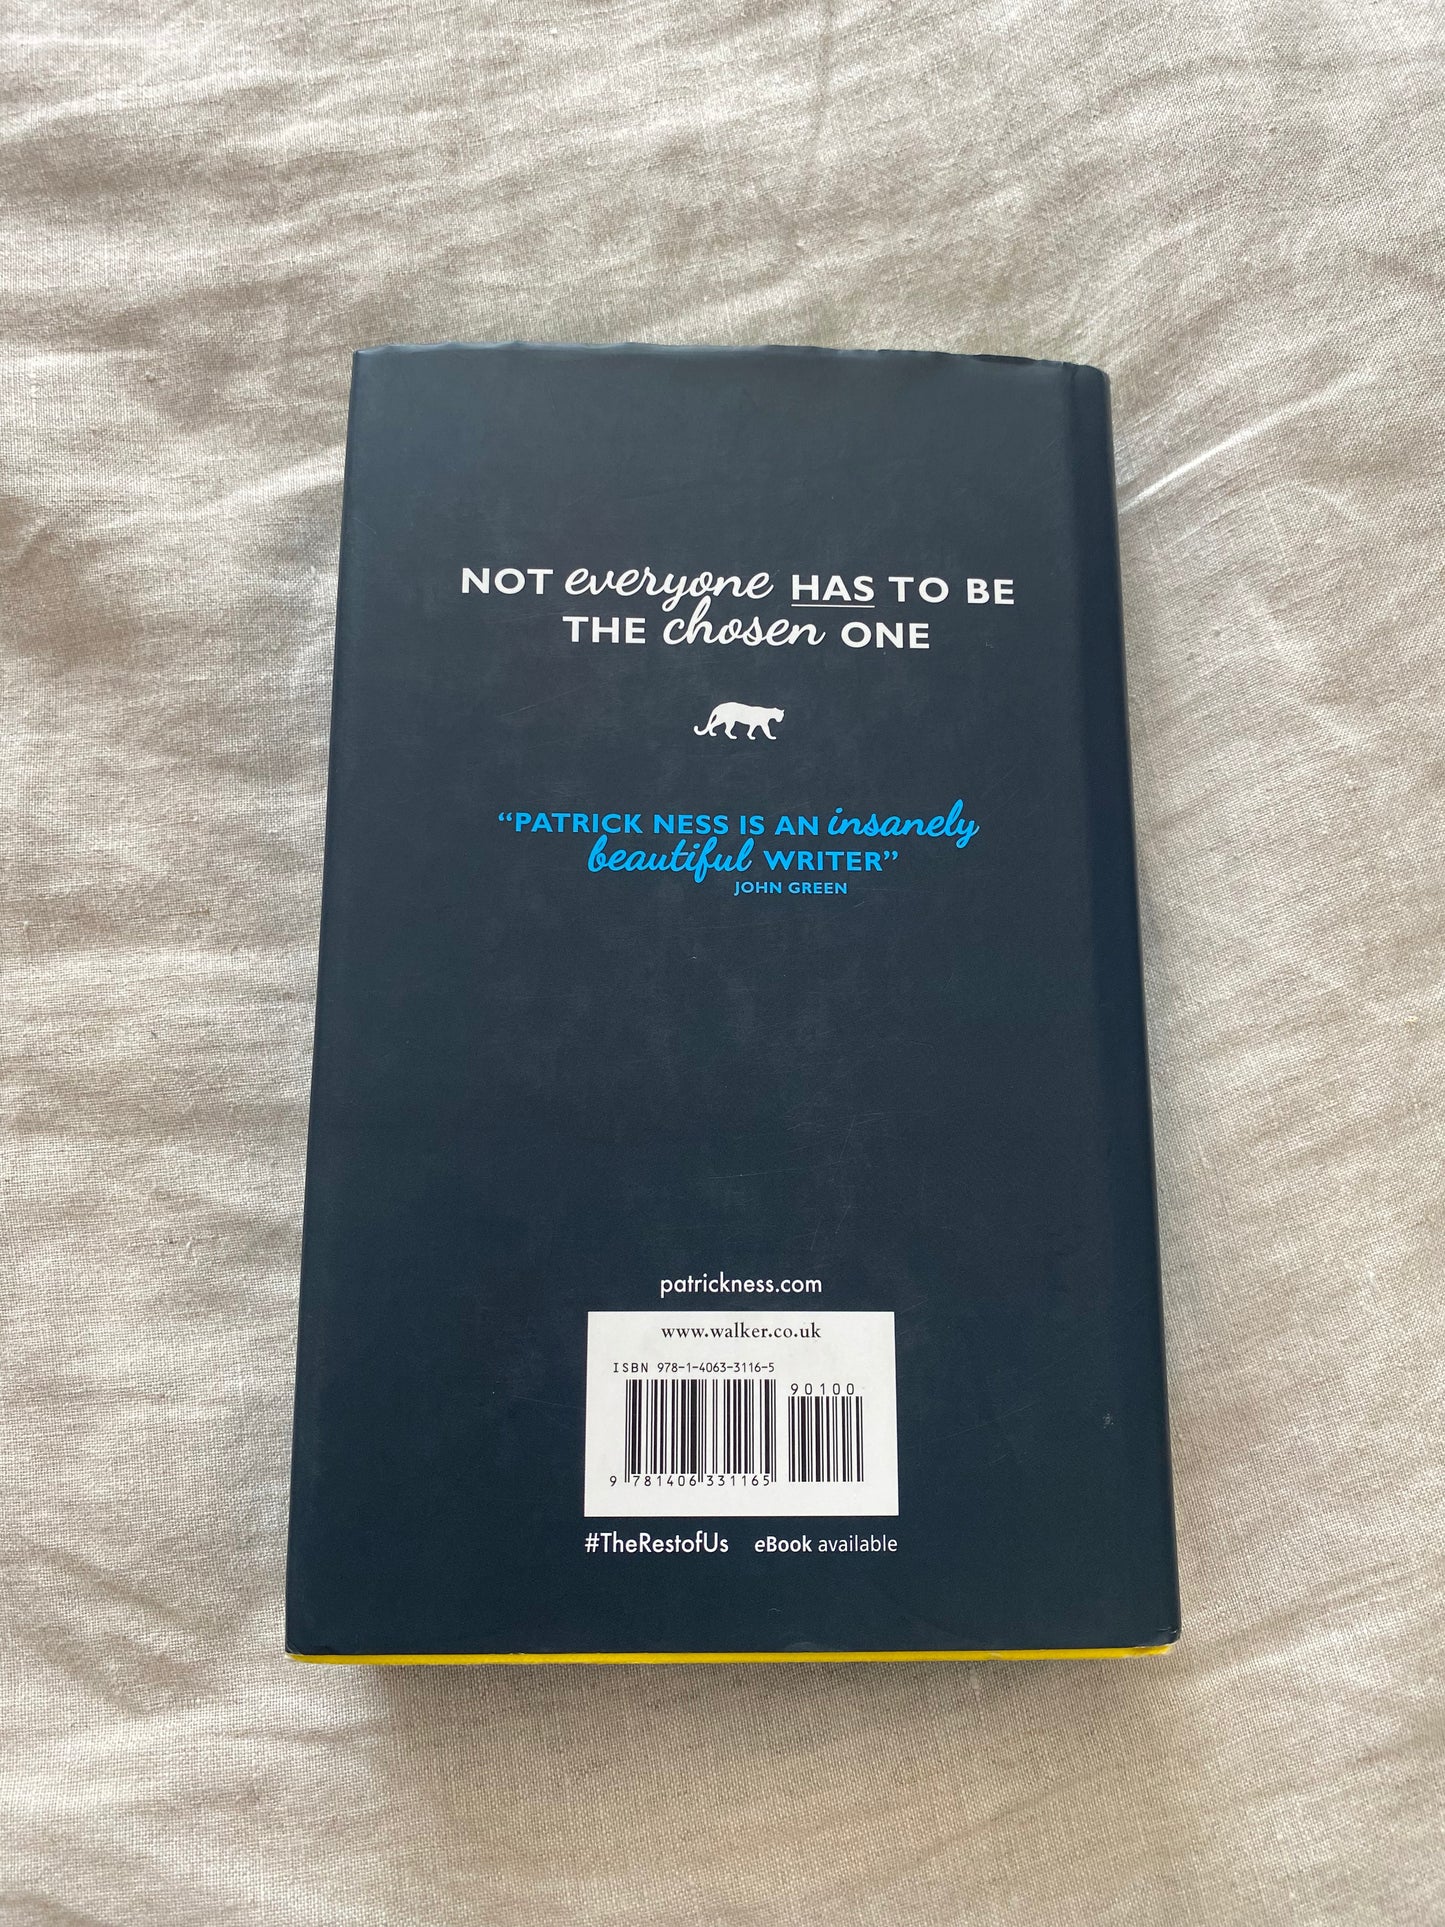 NOT everyone HAS TO BE
THE chosen ONE
“PATRICK NESS IS AN insanely
beautiful WRITER”
JOHN GREEN
patrickness.com
www.walker.co.uk
ISBN 978-1-4063-3116-5
90100
9 781406 331165
#TheRestofUs eBook available